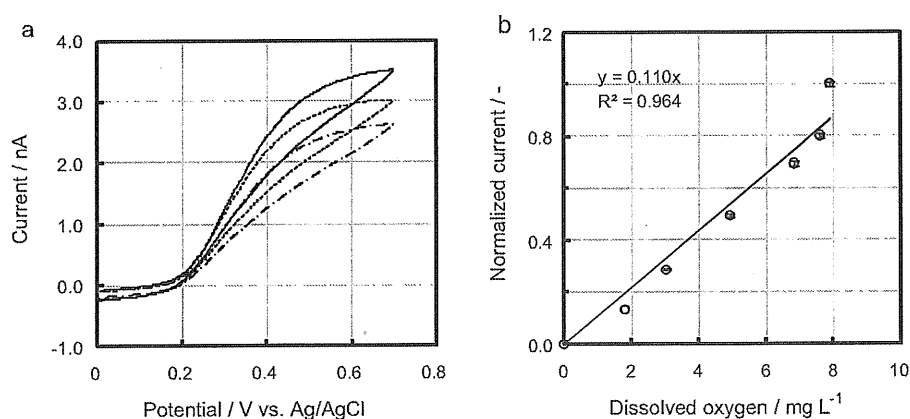 a
Current / nA
4.0
3.0
2.0
1.0
0.0
-1.0
0
0.2
0.4
0.6
0.8
Potential / V vs. Ag/AgCl
b
Normalized current / -
1.2
0.8
0.4
0.0
y = 0.110x
R² = 0.964
0
2
4
6
8
10
Dissolved oxygen / mg L⁻¹